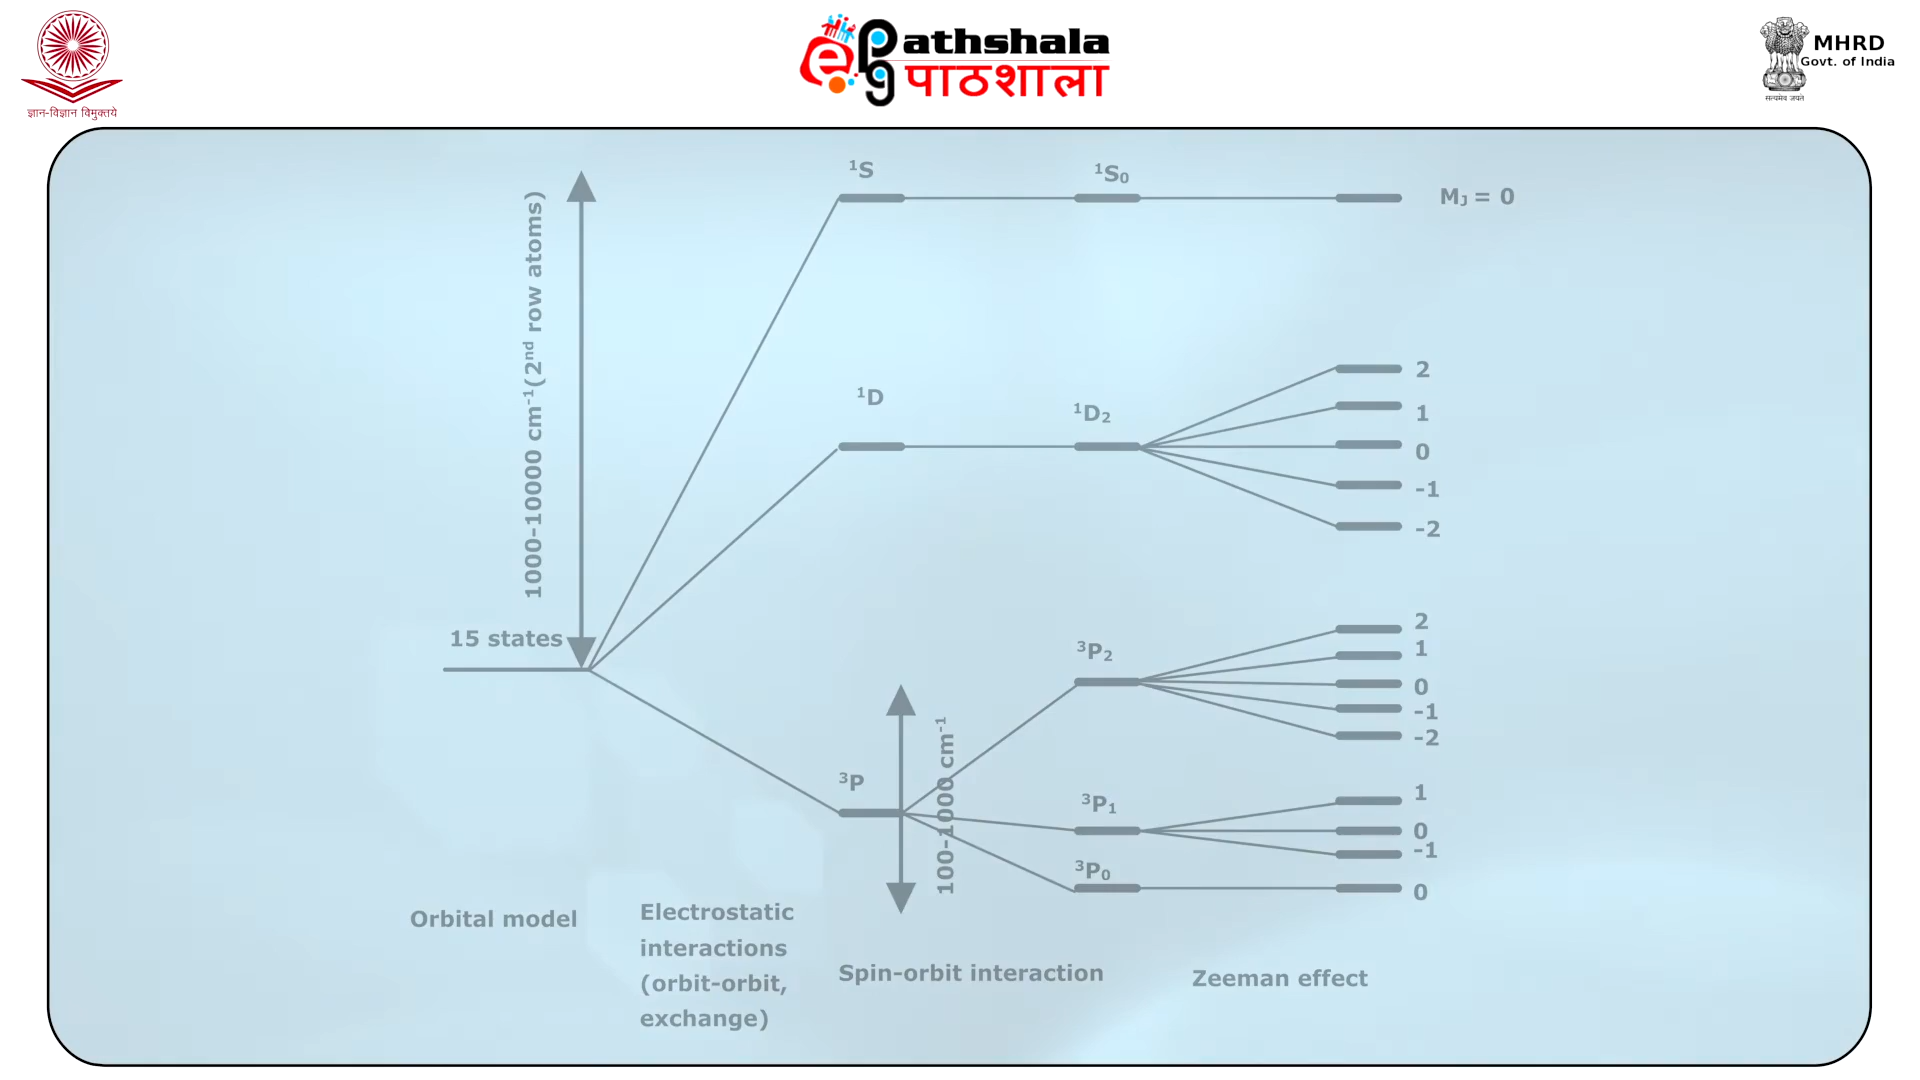 ज्ञान-विज्ञान विमुक्तये
ePG Pathshala
पाठशाला
MHRD
Govt. of India
सत्यमेव जयते
¹S
¹S₀
M_J = 0
1000-10000 cm⁻¹(2ⁿᵈ row atoms)
¹D
¹D₂
2
1
0
-1
-2
15 states
³P₂
2
1
0
-1
-2
³P
100-1000 cm⁻¹
³P₁
1
0
-1
³P₀
0
Orbital model
Electrostatic
interactions
(orbit-orbit,
exchange)
Spin-orbit interaction
Zeeman effect